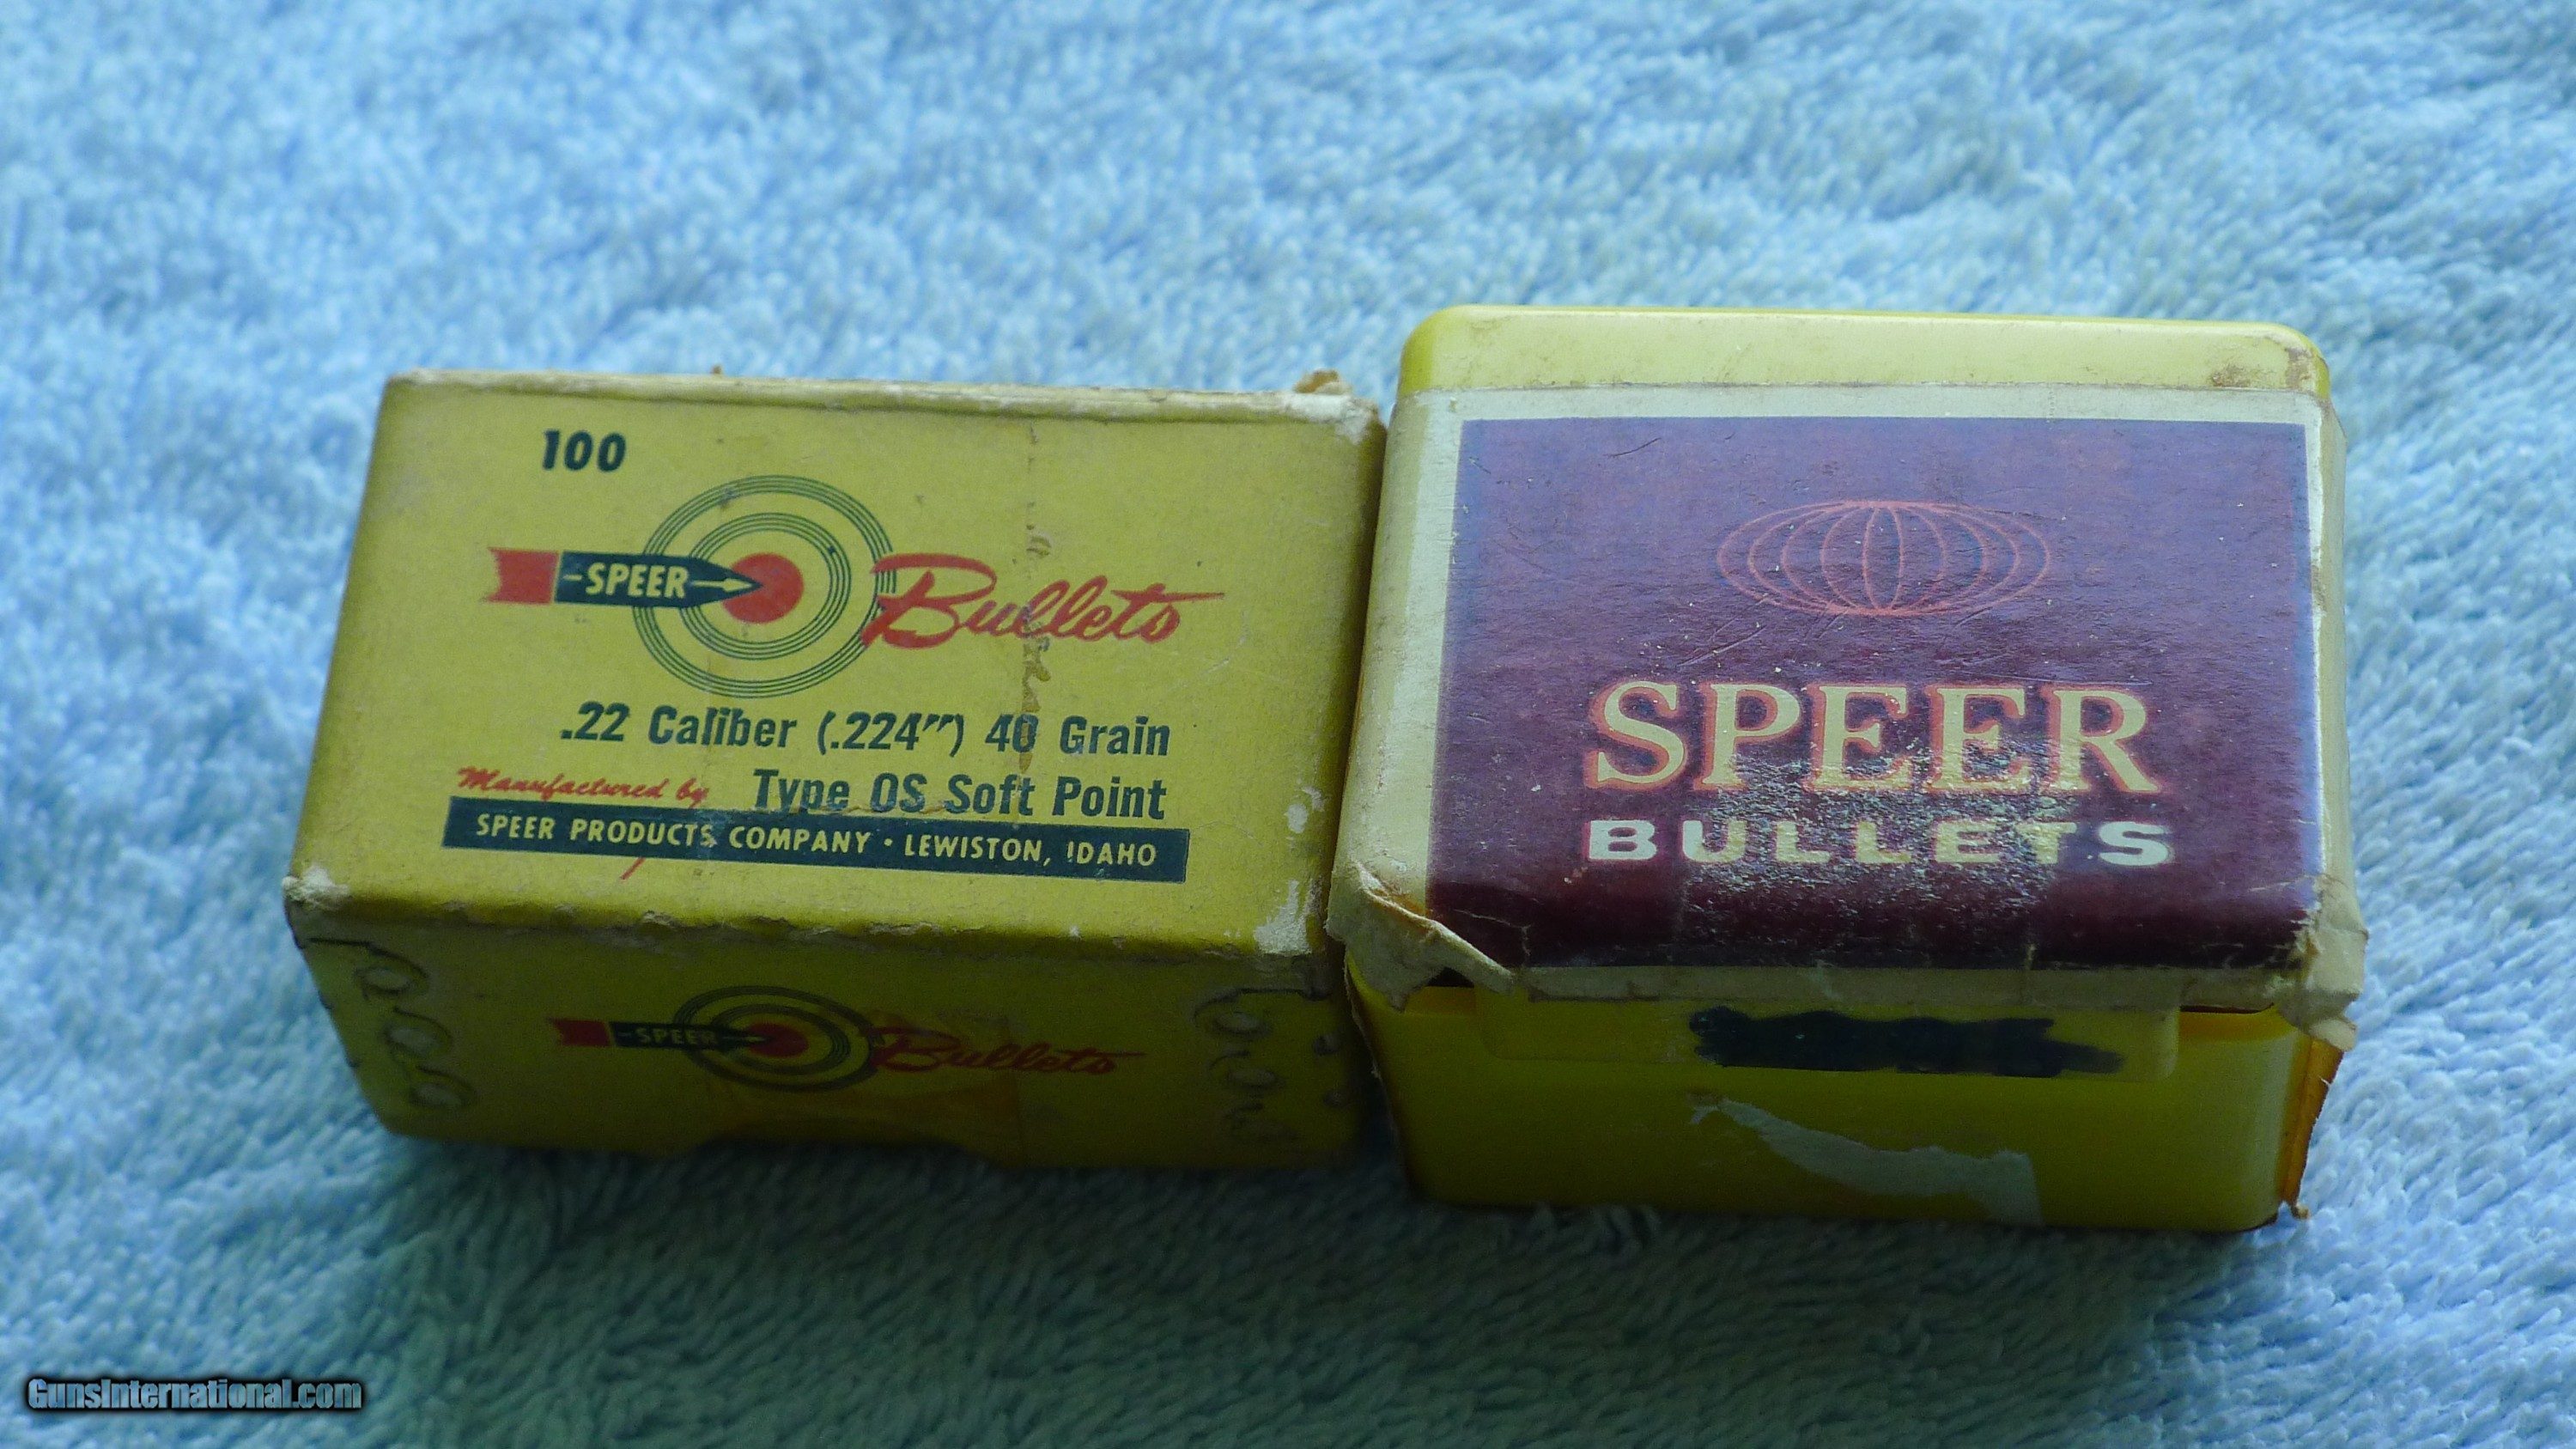 100
SPEER Bullets
.22 Caliber (.224") 40 Grain
Manufactured by Type OS Soft Point
SPEER PRODUCTS COMPANY · LEWISTON, IDAHO
SPEER Bullets
SPEER
BULLETS
GunsInternational.com